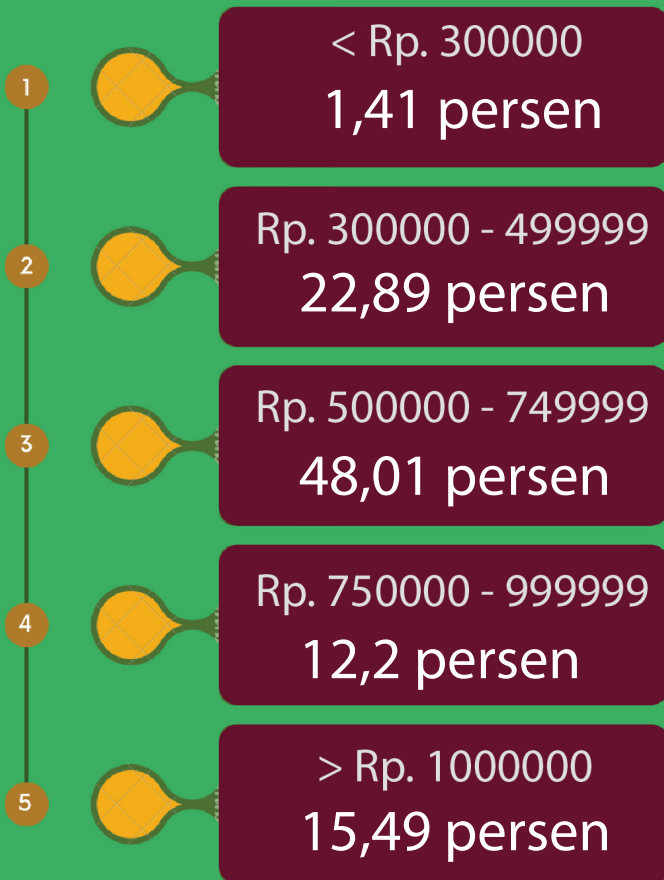 1
< Rp. 300000
1,41 persen
2
Rp. 300000 - 499999
22,89 persen
3
Rp. 500000 - 749999
48,01 persen
4
Rp. 750000 - 999999
12,2 persen
5
> Rp. 1000000
15,49 persen